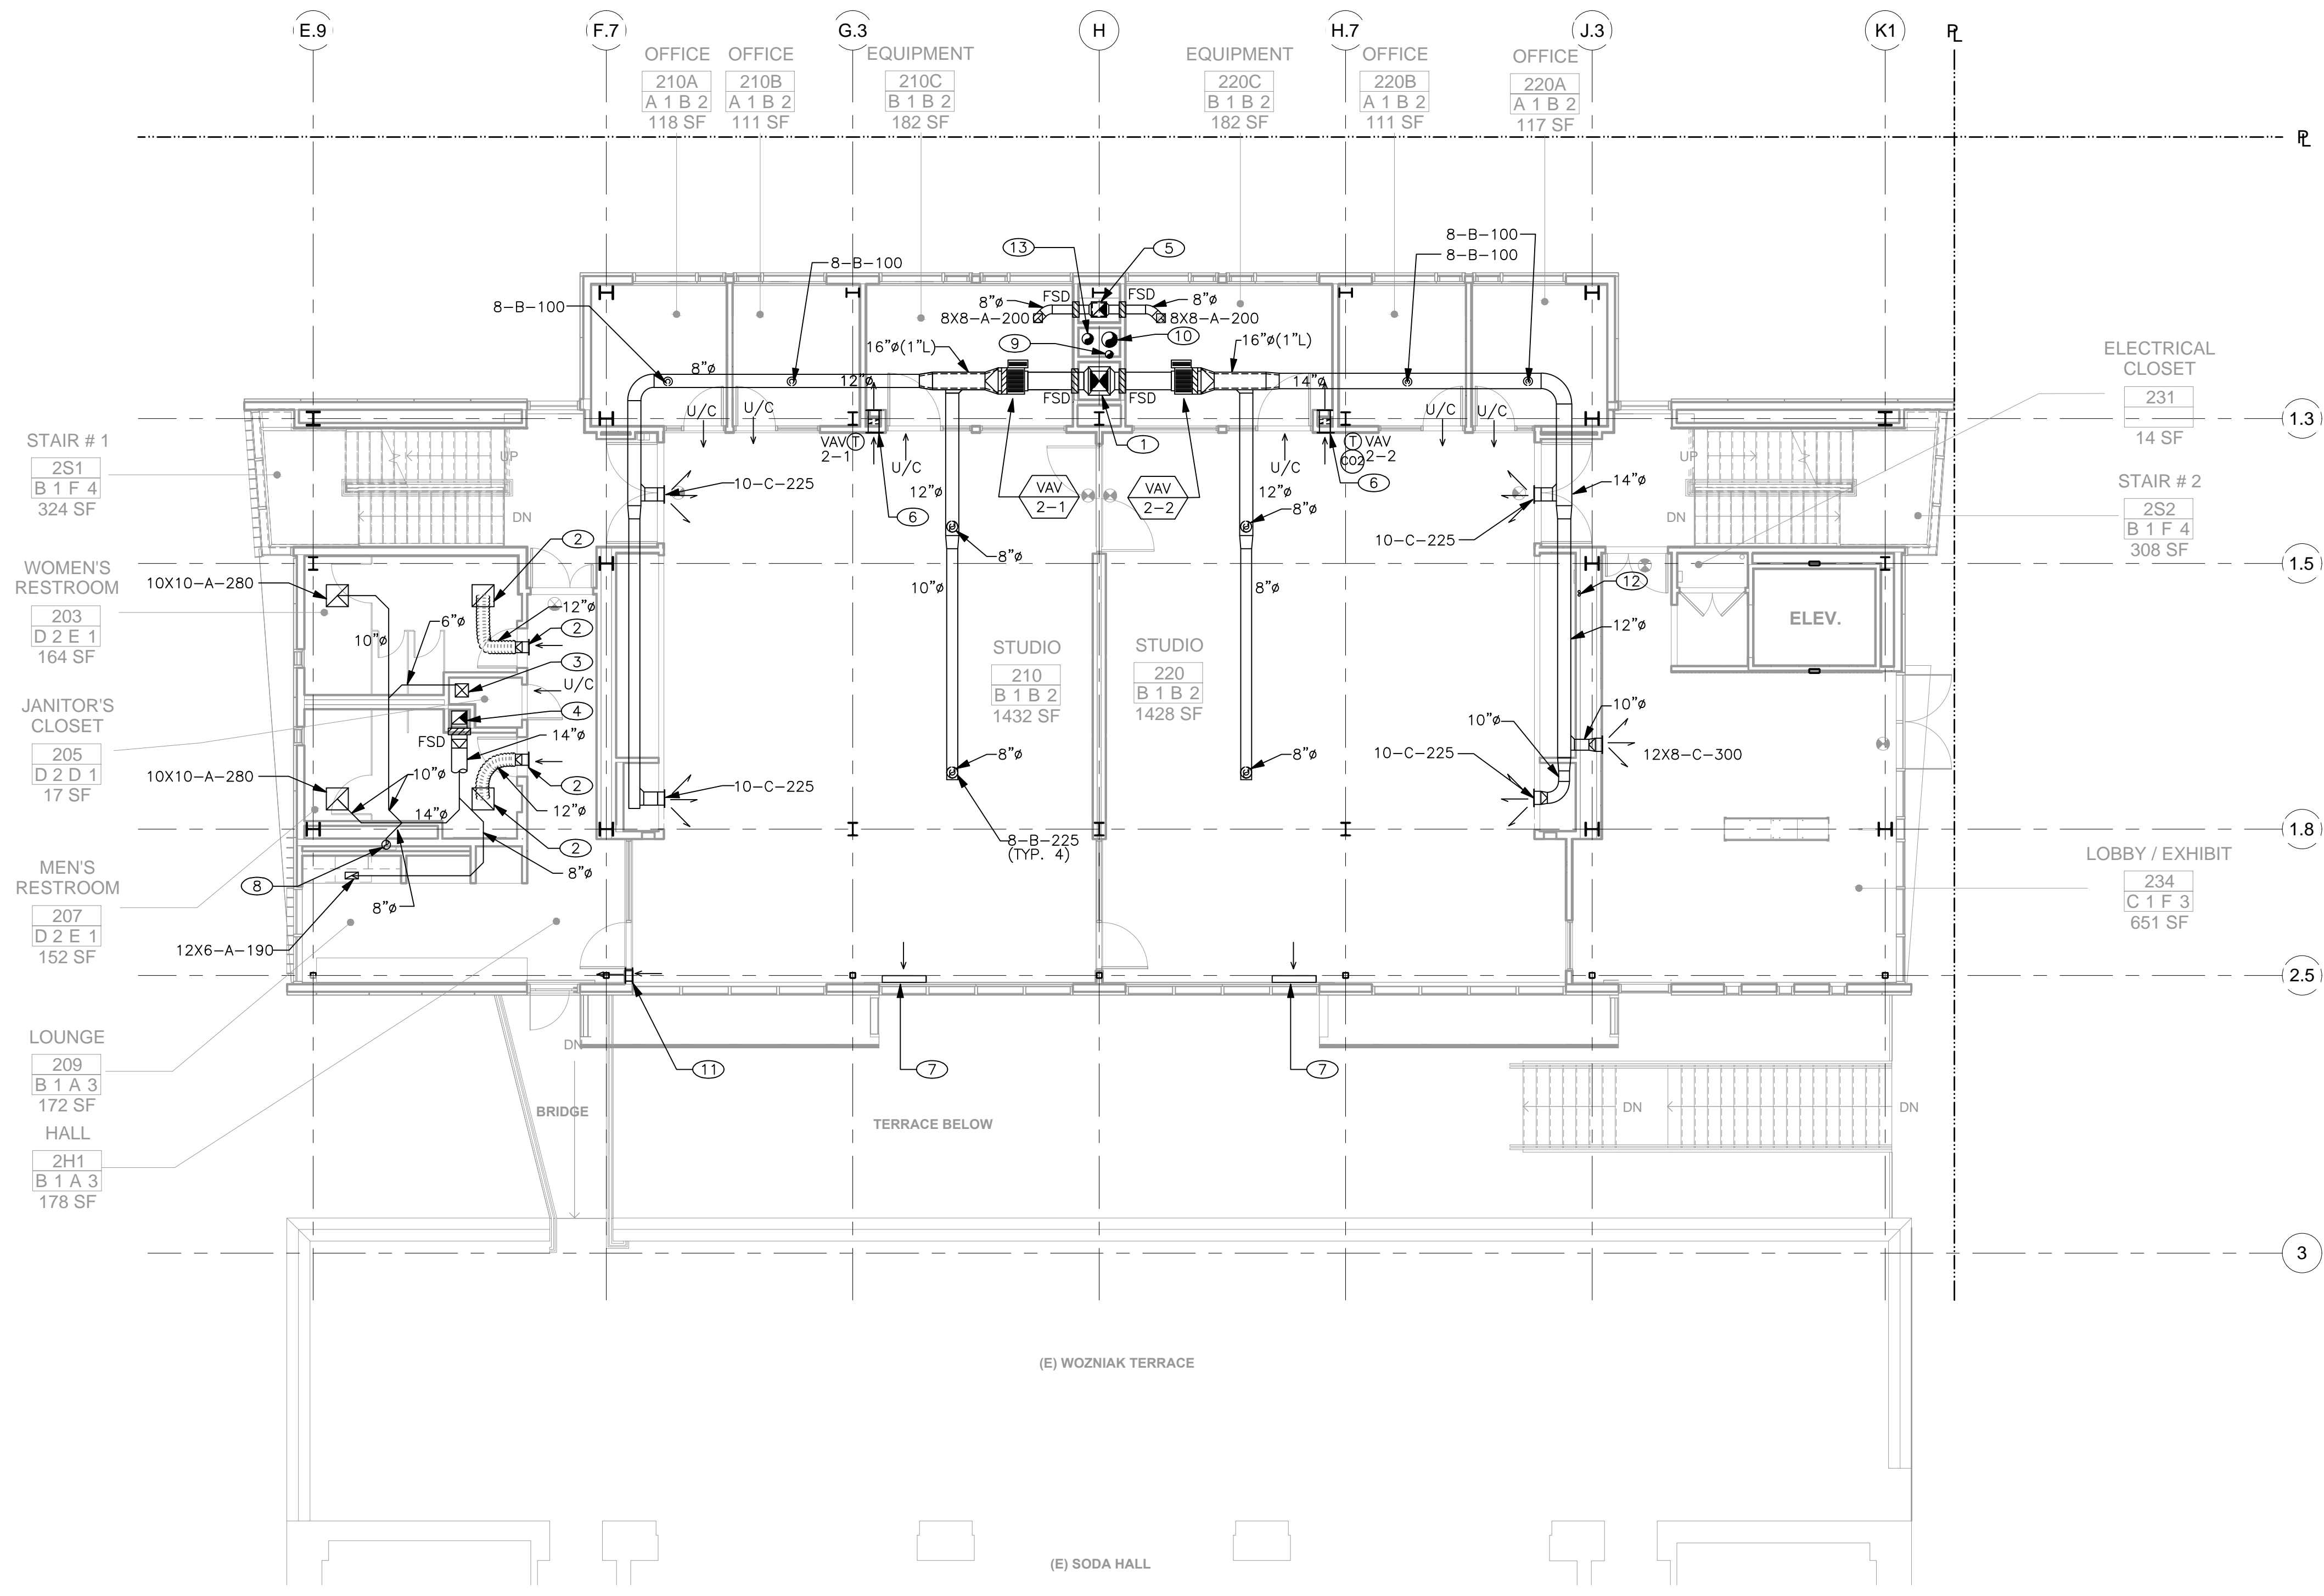 E.9
F.7
G.3
H
H.7
J.3
K1
PL
OFFICE
210A
A 1 B 2
118 SF
OFFICE
210B
A 1 B 2
111 SF
EQUIPMENT
210C
B 1 B 2
182 SF
EQUIPMENT
220C
B 1 B 2
182 SF
OFFICE
220B
A 1 B 2
111 SF
OFFICE
220A
A 1 B 2
117 SF
PL
8-B-100
8-B-100
8-B-100
8-B-100
13
5
8"ø
FSD
FSD
8"ø
8X8-A-200
8X8-A-200
9
10
16"ø(1"L)
16"ø(1"L)
8"ø
12"ø
14"ø
FSD
FSD
1
U/C
U/C
U/C
U/C
U/C
U/C
VAV
2-1
T
T
VAV
2-2
CO2
6
6
VAV
2-1
VAV
2-2
10-C-225
10-C-225
14"ø
12"ø
12"ø
8"ø
8"ø
10"ø
8"ø
ELECTRICAL
CLOSET
231
14 SF
1.3
STAIR # 1
2S1
B 1 F 4
324 SF
UP
DN
UP
DN
STAIR # 2
2S2
B 1 F 4
308 SF
1.5
WOMEN'S
RESTROOM
203
D 2 E 1
164 SF
10X10-A-280
2
12"ø
2
6"ø
10"ø
3
U/C
4
12
12"ø
ELEV.
STUDIO
210
B 1 B 2
1432 SF
STUDIO
220
B 1 B 2
1428 SF
JANITOR'S
CLOSET
205
D 2 D 1
17 SF
FSD
14"ø
10X10-A-280
10"ø
2
14"ø
12"ø
2
8"ø
8
8"ø
12X6-A-190
10-C-225
8"ø
8"ø
8-B-225
(TYP. 4)
10-C-225
10"ø
10"ø
12X8-C-300
1.8
MEN'S
RESTROOM
207
D 2 E 1
152 SF
LOBBY / EXHIBIT
234
C 1 F 3
651 SF
2.5
LOUNGE
209
B 1 A 3
172 SF
HALL
2H1
B 1 A 3
178 SF
DN
11
7
7
BRIDGE
TERRACE BELOW
DN
DN
3
(E) WOZNIAK TERRACE
(E) SODA HALL